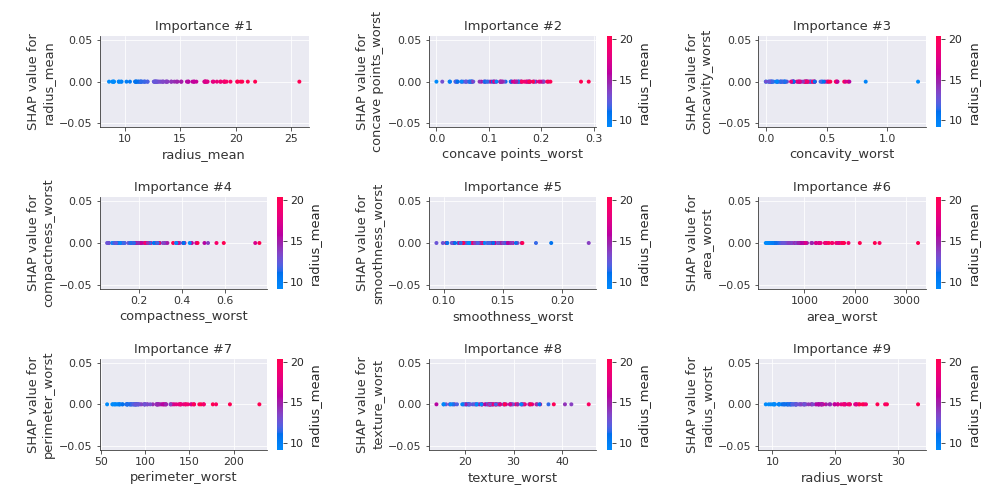 Importance #1
SHAP value for
radius_mean
0.05
0.00
−0.05
10
15
20
25
radius_mean
Importance #2
SHAP value for
concave points_worst
0.05
0.00
−0.05
0.0
0.1
0.2
0.3
concave points_worst
20
15
10
radius_mean
Importance #3
SHAP value for
concavity_worst
0.05
0.00
−0.05
0.0
0.5
1.0
concavity_worst
20
15
10
radius_mean
Importance #4
SHAP value for
compactness_worst
0.05
0.00
−0.05
0.2
0.4
0.6
compactness_worst
20
15
10
radius_mean
Importance #5
SHAP value for
smoothness_worst
0.05
0.00
−0.05
0.10
0.15
0.20
smoothness_worst
20
15
10
radius_mean
Importance #6
SHAP value for
area_worst
0.05
0.00
−0.05
1000
2000
3000
area_worst
20
15
10
radius_mean
Importance #7
SHAP value for
perimeter_worst
0.05
0.00
−0.05
50
100
150
200
perimeter_worst
20
15
10
radius_mean
Importance #8
SHAP value for
texture_worst
0.05
0.00
−0.05
20
30
40
texture_worst
20
15
10
radius_mean
Importance #9
SHAP value for
radius_worst
0.05
0.00
−0.05
10
20
30
radius_worst
20
15
10
radius_mean